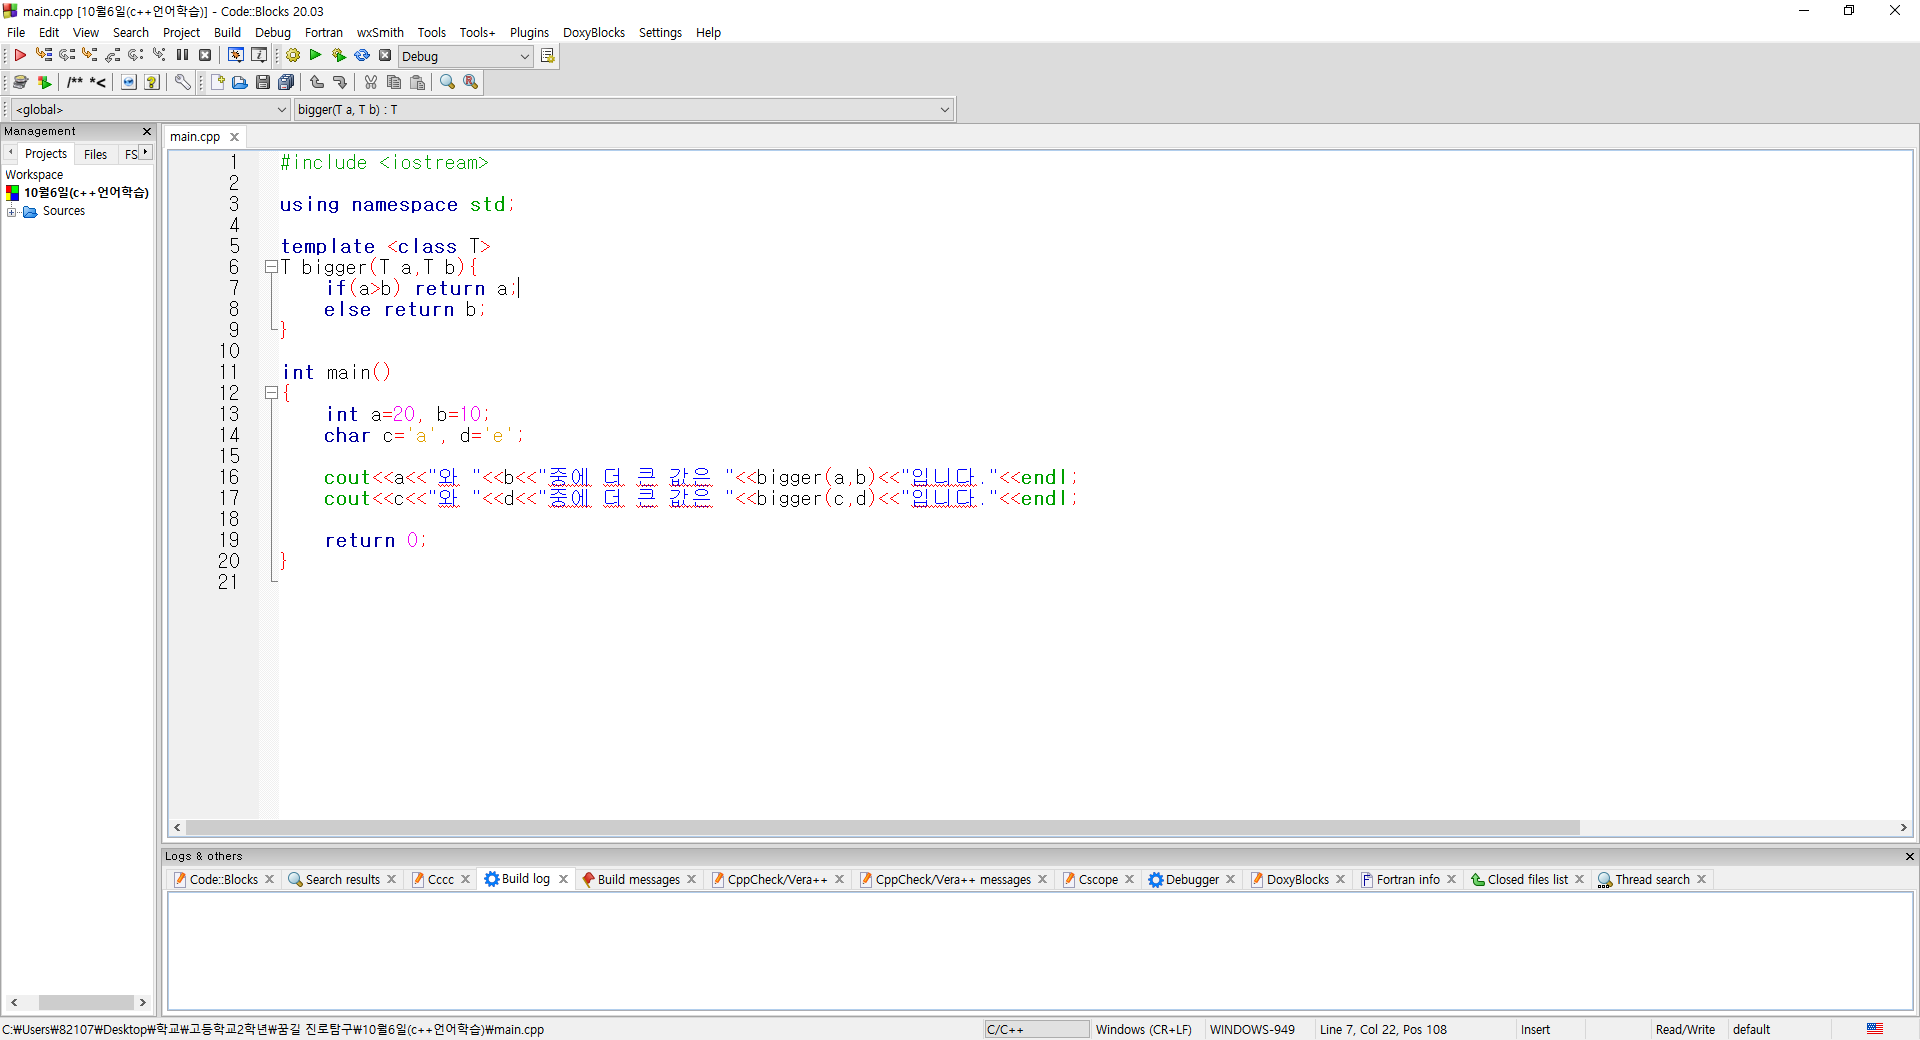 main.cpp [10월6일(c++언어학습)] - Code::Blocks 20.03
File Edit View Search Project Build Debug Fortran wxSmith Tools Tools+ Plugins DoxyBlocks Settings Help
Debug
/** *<
<global> bigger(T a, T b) : T
Management
Projects Files FS
Workspace
10월6일(c++언어학습)
Sources
main.cpp
1 #include <iostream>
2
3 using namespace std;
4
5 template <class T>
6 T bigger(T a,T b){
7 if(a>b) return a;
8 else return b;
9 }
10
11 int main()
12 {
13 int a=20, b=10;
14 char c='a', d='e';
15
16 cout<<a<<"와 "<<b<<"중에 더 큰 값은 "<<bigger(a,b)<<"입니다."<<endl;
17 cout<<c<<"와 "<<d<<"중에 더 큰 값은 "<<bigger(c,d)<<"입니다."<<endl;
18
19 return 0;
20 }
21
Logs & others
Code::Blocks Search results Cccc Build log Build messages CppCheck/Vera++ CppCheck/Vera++ messages Cscope Debugger DoxyBlocks Fortran info Closed files list Thread search
C:₩Users₩82107₩Desktop₩학교₩고등학교2학년₩꿈길 진로탐구₩10월6일(c++언어학습)₩main.cpp C/C++ Windows (CR+LF) WINDOWS-949 Line 7, Col 22, Pos 108 Insert Read/Write default